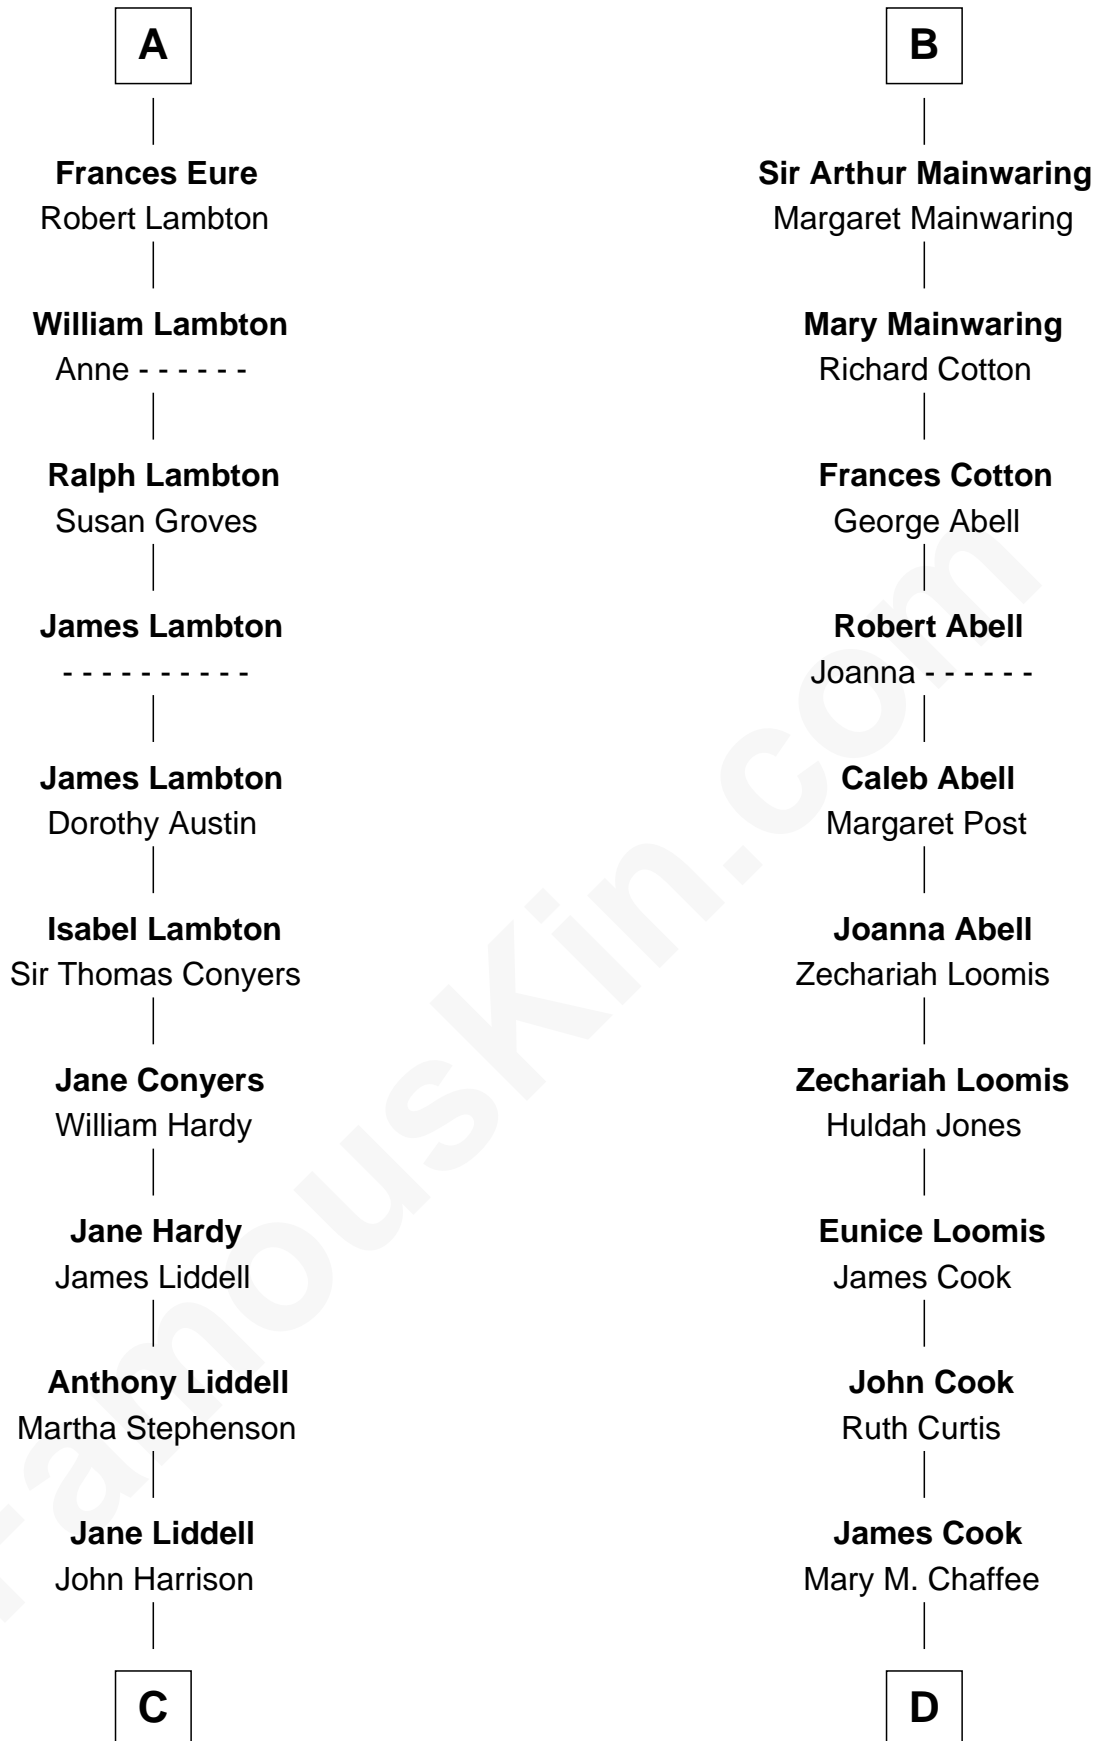 A
Frances Eure
Robert Lambton
William Lambton
Anne - - - - - -
Ralph Lambton
Susan Groves
James Lambton
- - - - - - - - - -
James Lambton
Dorothy Austin
Isabel Lambton
Sir Thomas Conyers
Jane Conyers
William Hardy
Jane Hardy
James Liddell
Anthony Liddell
Martha Stephenson
Jane Liddell
John Harrison
C
B
Sir Arthur Mainwaring
Margaret Mainwaring
Mary Mainwaring
Richard Cotton
Frances Cotton
George Abell
Robert Abell
Joanna - - - - - -
Caleb Abell
Margaret Post
Joanna Abell
Zechariah Loomis
Zechariah Loomis
Huldah Jones
Eunice Loomis
James Cook
John Cook
Ruth Curtis
James Cook
Mary M. Chaffee
D
FamousKin.com